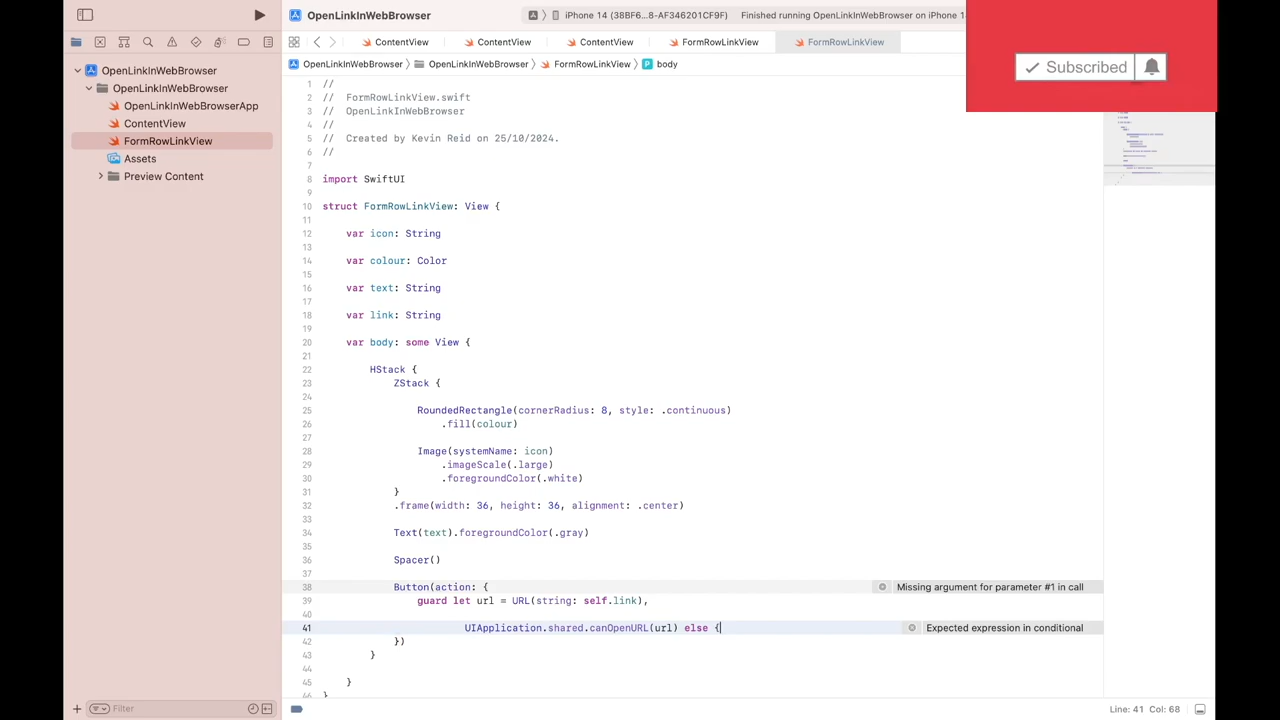 OpenLinkInWebBrowser
iPhone 14 (38BF6...8-AF346201CF9F)
Finished running OpenLinkInWebBrowser on iPhone 1
Subscribed
ContentView
ContentView
ContentView
FormRowLinkView
FormRowLinkView
OpenLinkInWebBrowser
OpenLinkInWebBrowser
FormRowLinkView
body
OpenLinkInWebBrowser
OpenLinkInWebBrowser
OpenLinkInWebBrowserApp
ContentView
FormRowLinkView
Assets
Preview Content
1 //
2 // FormRowLinkView.swift
3 // OpenLinkInWebBrowser
4 //
5 // Created by Kevin Reid on 25/10/2024.
6 //
7
8 import SwiftUI
9
10 struct FormRowLinkView: View {
11
12 var icon: String
13
14 var colour: Color
15
16 var text: String
17
18 var link: String
19
20 var body: some View {
21
22 HStack {
23 ZStack {
24
25 RoundedRectangle(cornerRadius: 8, style: .continuous)
26 .fill(colour)
27
28 Image(systemName: icon)
29 .imageScale(.large)
30 .foregroundColor(.white)
31 }
32 .frame(width: 36, height: 36, alignment: .center)
33
34 Text(text).foregroundColor(.gray)
35
36 Spacer()
37
38 Button(action: { Missing argument for parameter #1 in call
39 guard let url = URL(string: self.link),
40
41 UIApplication.shared.canOpenURL(url) else { Expected expression in conditional
42 })
43 }
44
45 }
46 }
Filter
Line: 41 Col: 68